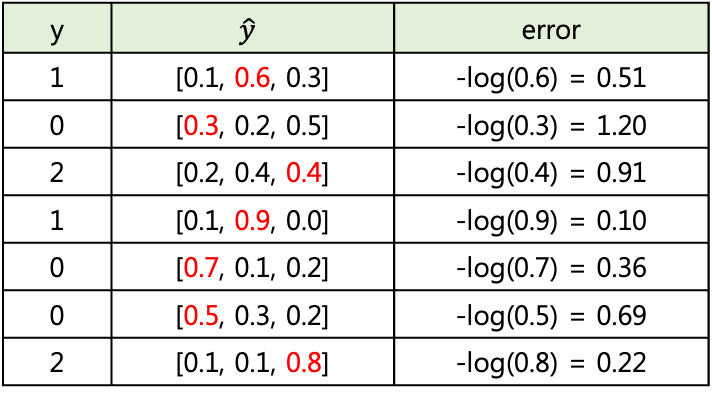 y ŷ error
1 [0.1, 0.6, 0.3] -log(0.6) = 0.51
0 [0.3, 0.2, 0.5] -log(0.3) = 1.20
2 [0.2, 0.4, 0.4] -log(0.4) = 0.91
1 [0.1, 0.9, 0.0] -log(0.9) = 0.10
0 [0.7, 0.1, 0.2] -log(0.7) = 0.36
0 [0.5, 0.3, 0.2] -log(0.5) = 0.69
2 [0.1, 0.1, 0.8] -log(0.8) = 0.22